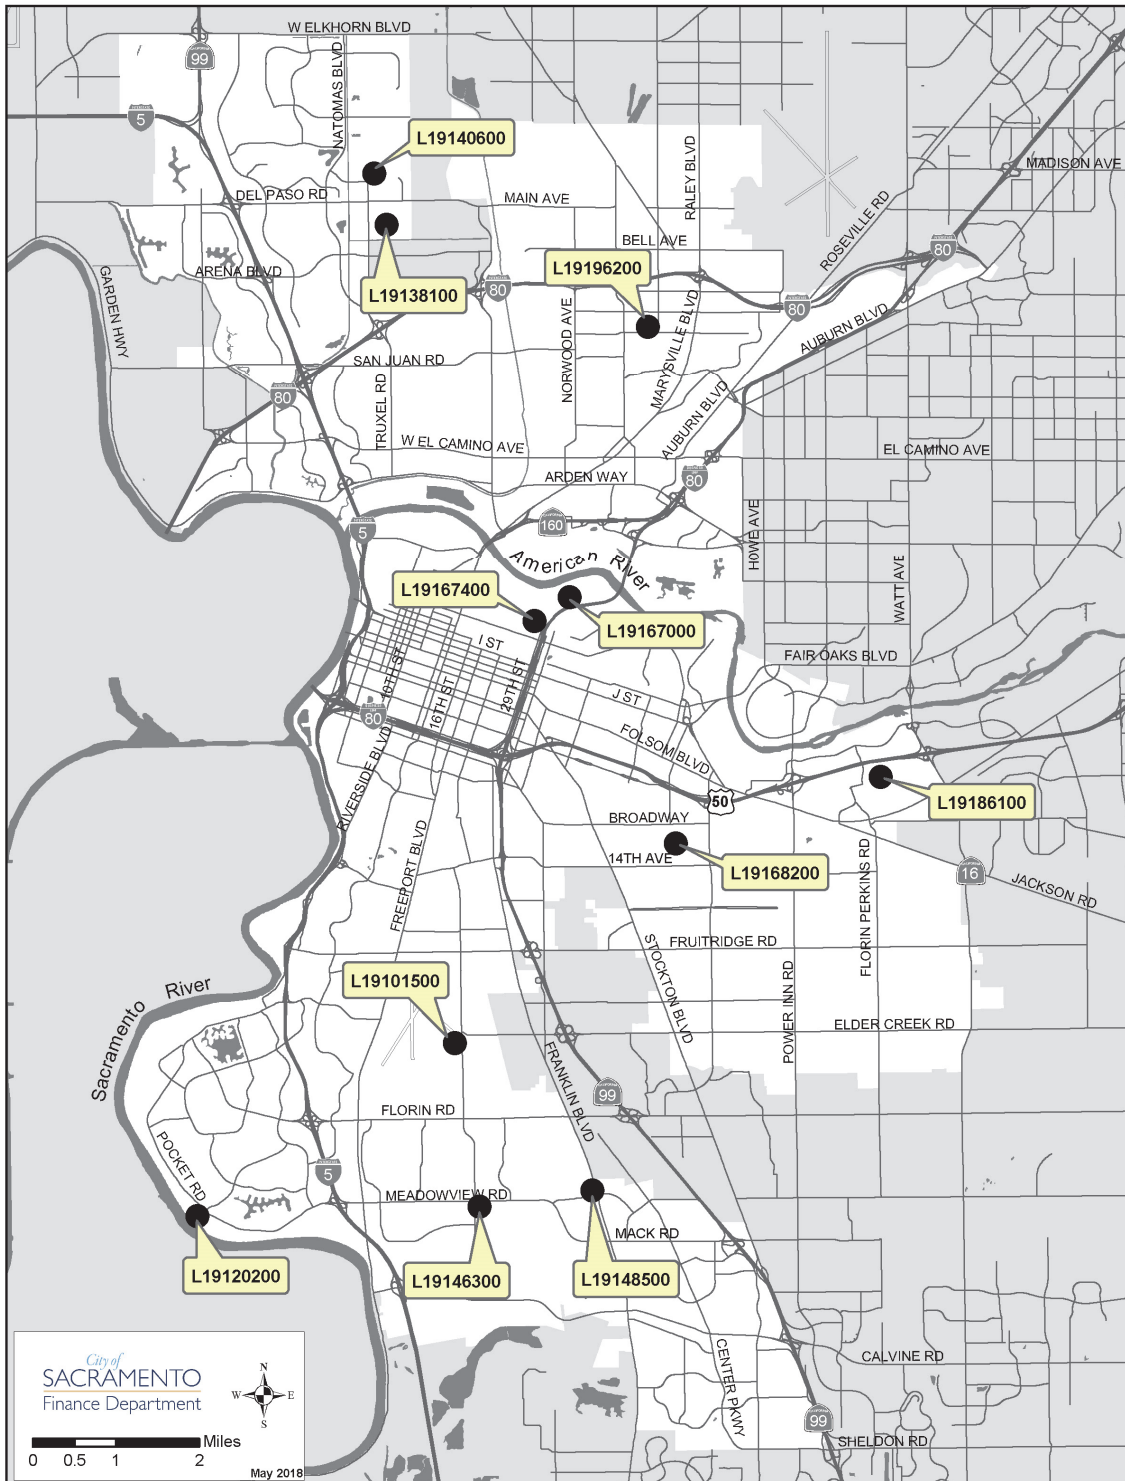 W ELKHORN BLVD
99
NATOMAS BLVD
5
L19140600
RALEY BLVD
MADISON AVE
DEL PASO RD
MAIN AVE
ROSEVILLE RD
BELL AVE
80
L19196200
ARENA BLVD
GARDEN HWY
L19138100
80
80
NORWOOD AVE
MARYSVILLE BLVD
AUBURN BLVD
SAN JUAN RD
80
TRUXEL RD
AUBURN BLVD
W EL CAMINO AVE
EL CAMINO AVE
ARDEN WAY
80
160
5
HOWE AVE
American River
WATT AVE
L19167400
L19167000
I ST
FAIR OAKS BLVD
10TH ST
16TH ST
29TH ST
J ST
80
FOLSOM BLVD
RIVERSIDE BLVD
50
L19186100
BROADWAY
FREEPORT BLVD
14TH AVE
L19168200
FLORIN PERKINS RD
16
JACKSON RD
FRUITRIDGE RD
STOCKTON BLVD
L19101500
POWER INN RD
Sacramento River
ELDER CREEK RD
FRANKLIN BLVD
99
FLORIN RD
POCKET RD
5
MEADOWVIEW RD
MACK RD
L19120200
L19146300
L19148500
CENTER PKWY
CALVINE RD
99
SHELDON RD
City of
SACRAMENTO
Finance Department
N
W E
S
Miles
0 0.5 1 2
May 2018